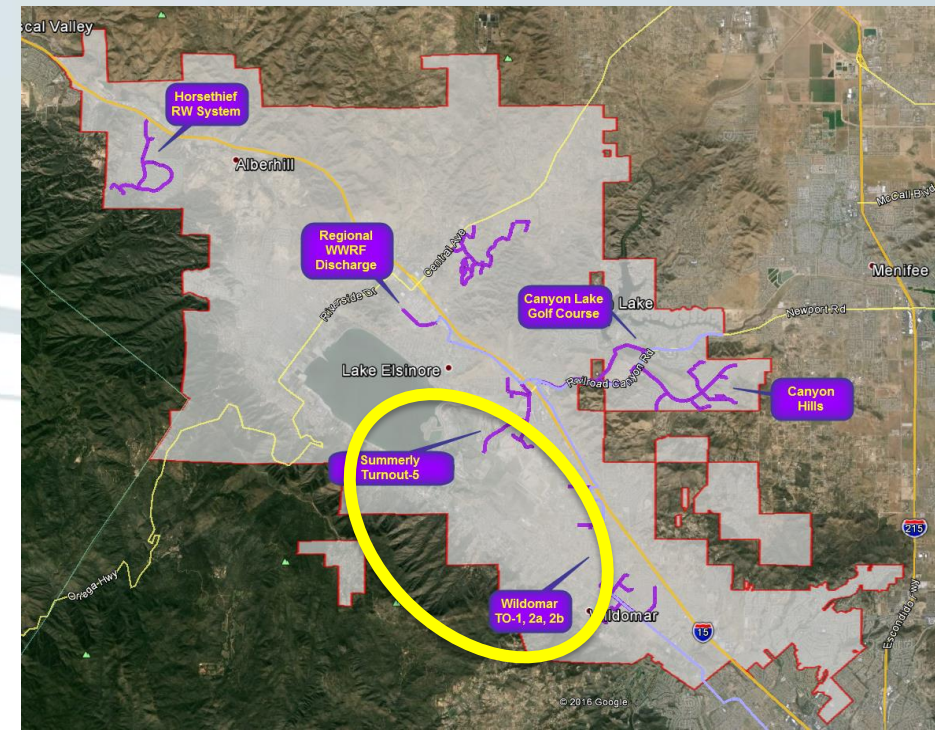 scal Valley
Horsethief
RW System
Alberhill
McCall Blvd
Regional
WWRF
Discharge
Central Ave
Menifee
Riverside Dr
Canyon Lake
Golf Course
Lake
Newport Rd
Lake Elsinore
Railroad Canyon Rd
Canyon
Hills
Summerly
Turnout-5
215
Ortega Hwy
Escondido Fwy
Wildomar
TO-1, 2a, 2b
ildomar
15
© 2016 Google